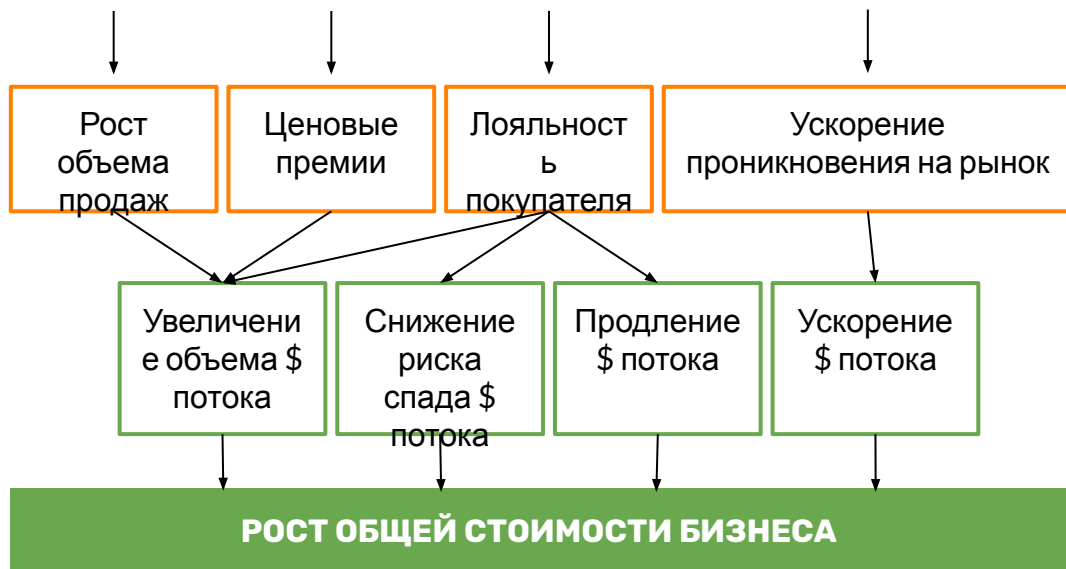 Рост
объема
продаж
Ценовые
премии
Лояльност
ь
покупателя
Ускорение
проникновения на рынок
Увеличени
е объема $
потока
Снижение
риска
спада $
потока
Продление
$ потока
Ускорение
$ потока
РОСТ ОБЩЕЙ СТОИМОСТИ БИЗНЕСА